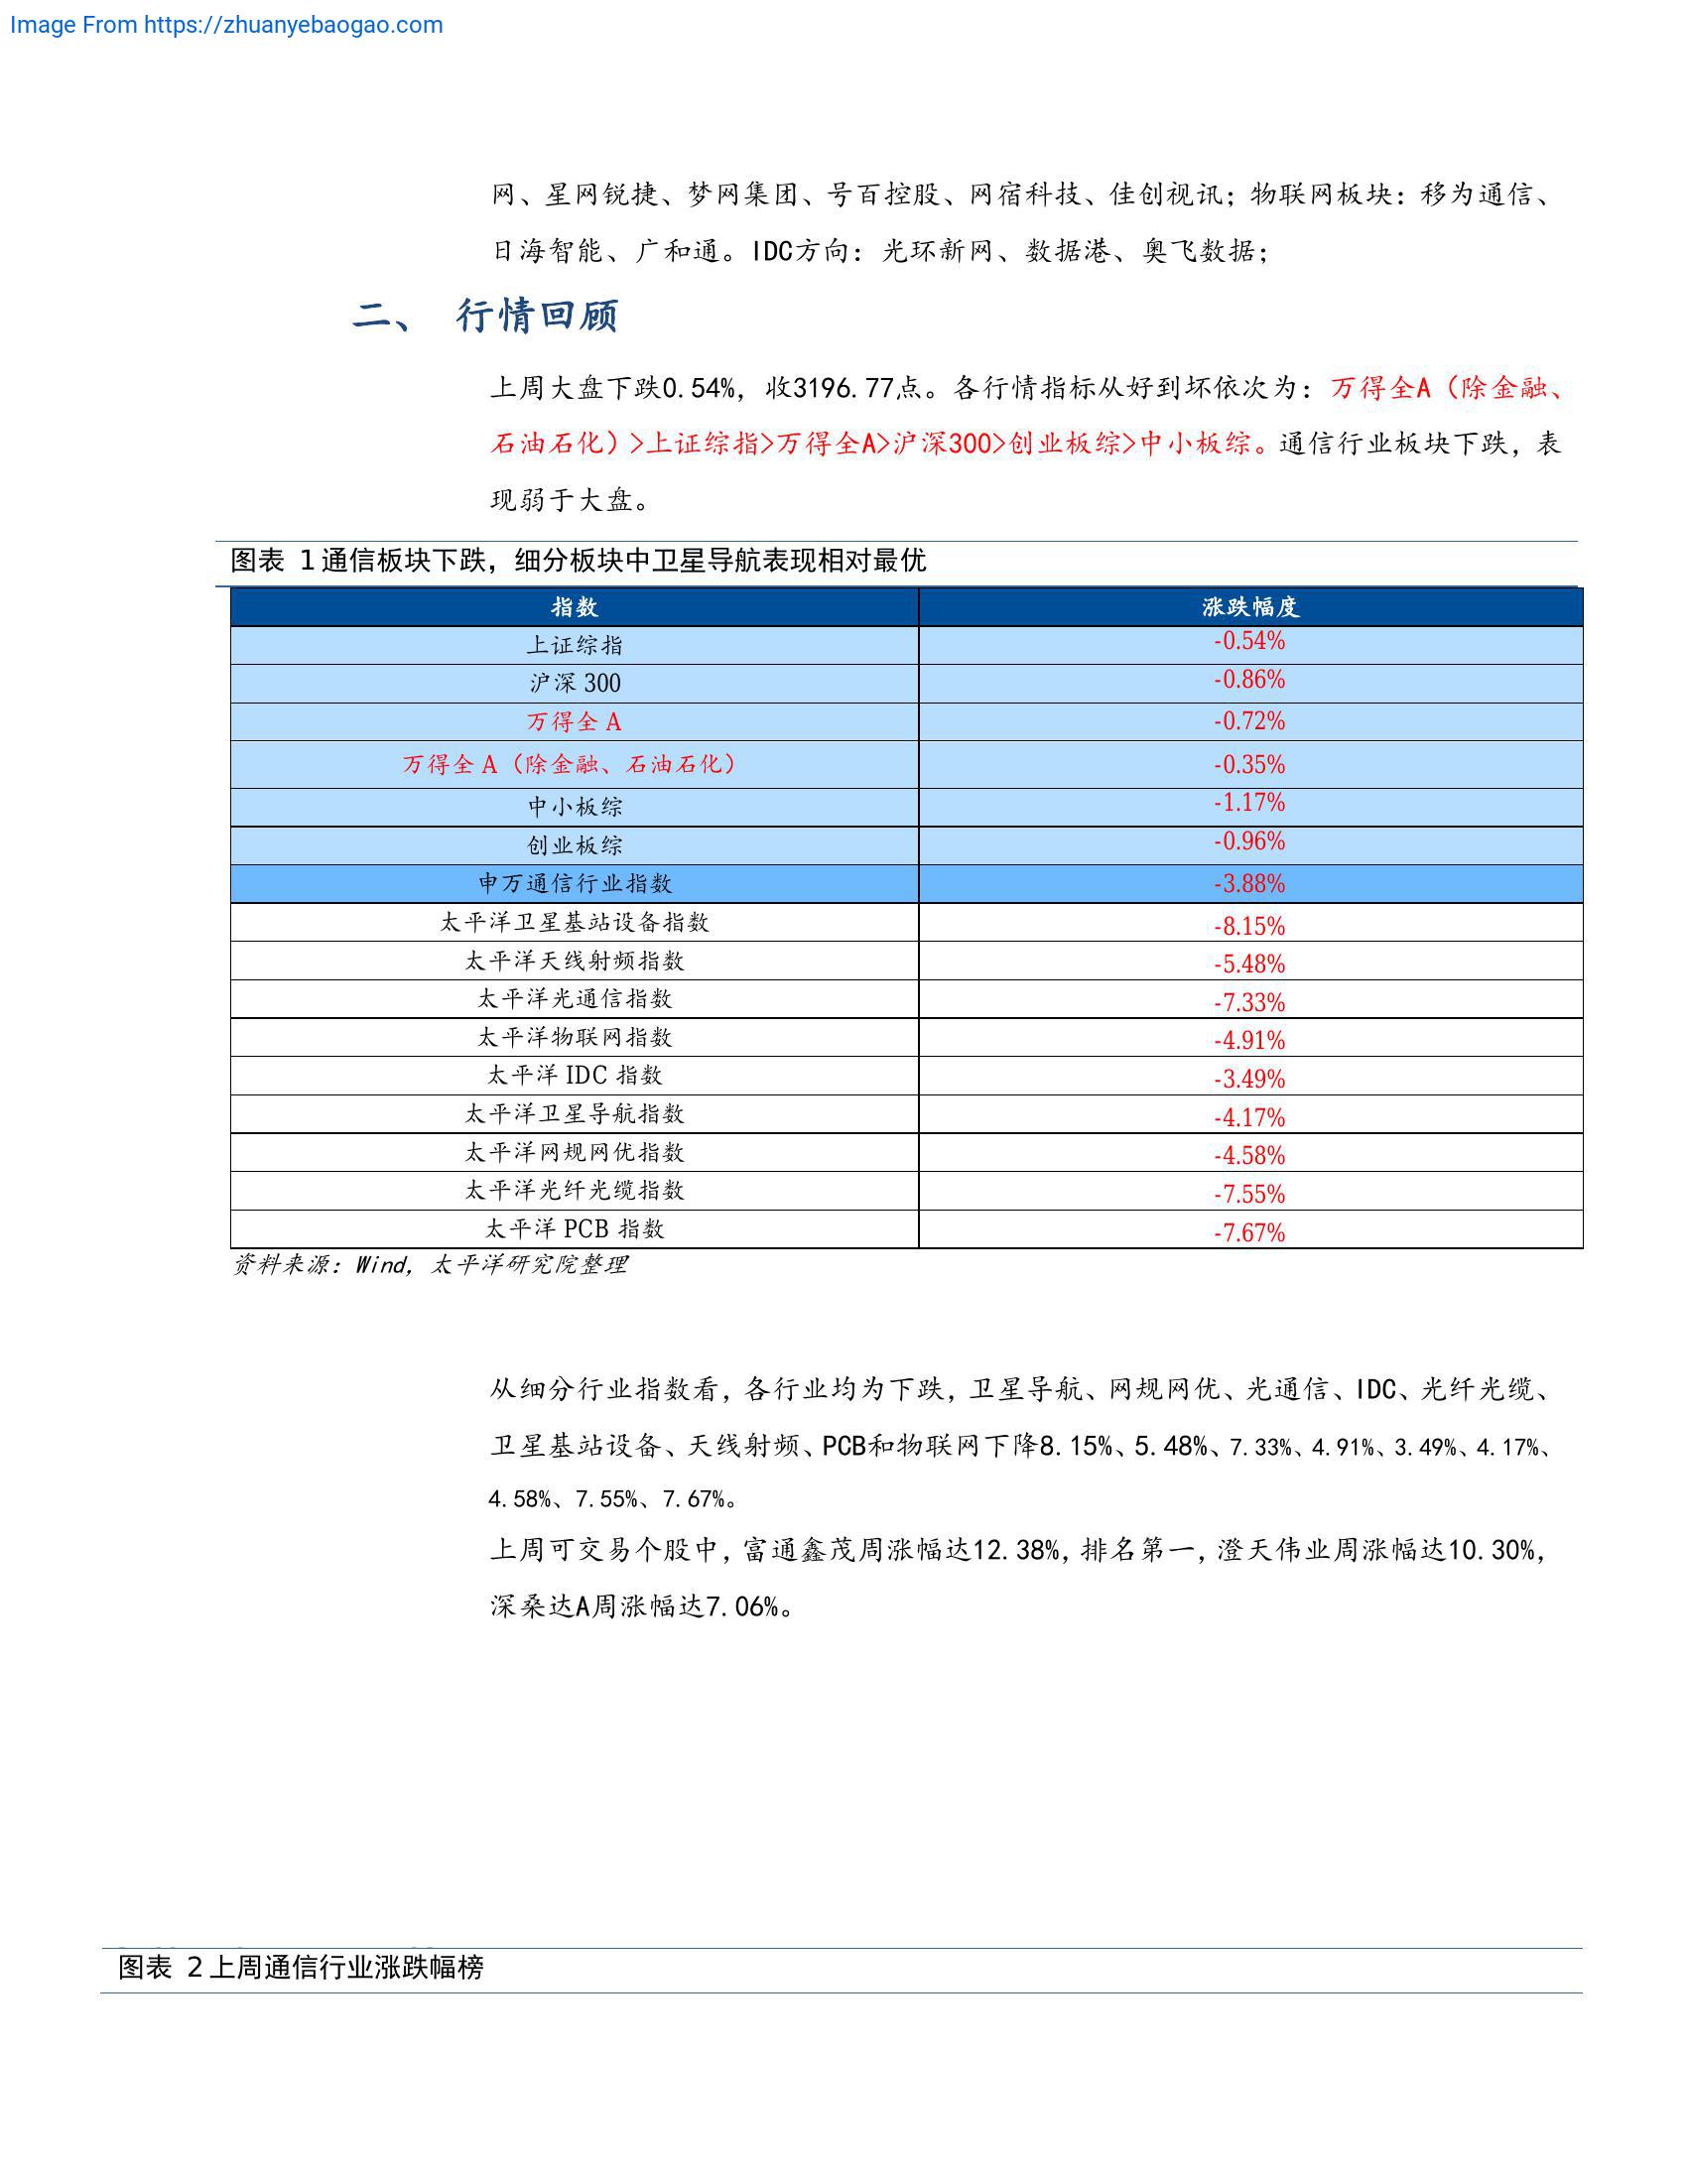 Image From https://zhuanyebaogao.com
网、星网锐捷、梦网集团、号百控股、网宿科技、佳创视讯；物联网板块：移为通信、
日海智能、广和通。IDC方向：光环新网、数据港、奥飞数据；
二、 行情回顾
上周大盘下跌0.54%，收3196.77点。各行情指标从好到坏依次为：万得全A（除金融、
石油石化）>上证综指>万得全A>沪深300>创业板综>中小板综。通信行业板块下跌，表
现弱于大盘。
图表 1 通信板块下跌，细分板块中卫星导航表现相对最优
指数 涨跌幅度
上证综指 -0.54%
沪深 300 -0.86%
万得全 A -0.72%
万得全 A（除金融、石油石化） -0.35%
中小板综 -1.17%
创业板综 -0.96%
申万通信行业指数 -3.88%
太平洋卫星基站设备指数 -8.15%
太平洋天线射频指数 -5.48%
太平洋光通信指数 -7.33%
太平洋物联网指数 -4.91%
太平洋 IDC 指数 -3.49%
太平洋卫星导航指数 -4.17%
太平洋网规网优指数 -4.58%
太平洋光纤光缆指数 -7.55%
太平洋 PCB 指数 -7.67%
资料来源：Wind，太平洋研究院整理
从细分行业指数看，各行业均为下跌，卫星导航、网规网优、光通信、IDC、光纤光缆、
卫星基站设备、天线射频、PCB和物联网下降8.15%、5.48%、7.33%、4.91%、3.49%、4.17%、
4.58%、7.55%、7.67%。
上周可交易个股中，富通鑫茂周涨幅达12.38%，排名第一，澄天伟业周涨幅达10.30%，
深桑达A周涨幅达7.06%。
图表 2 上周通信行业涨跌幅榜